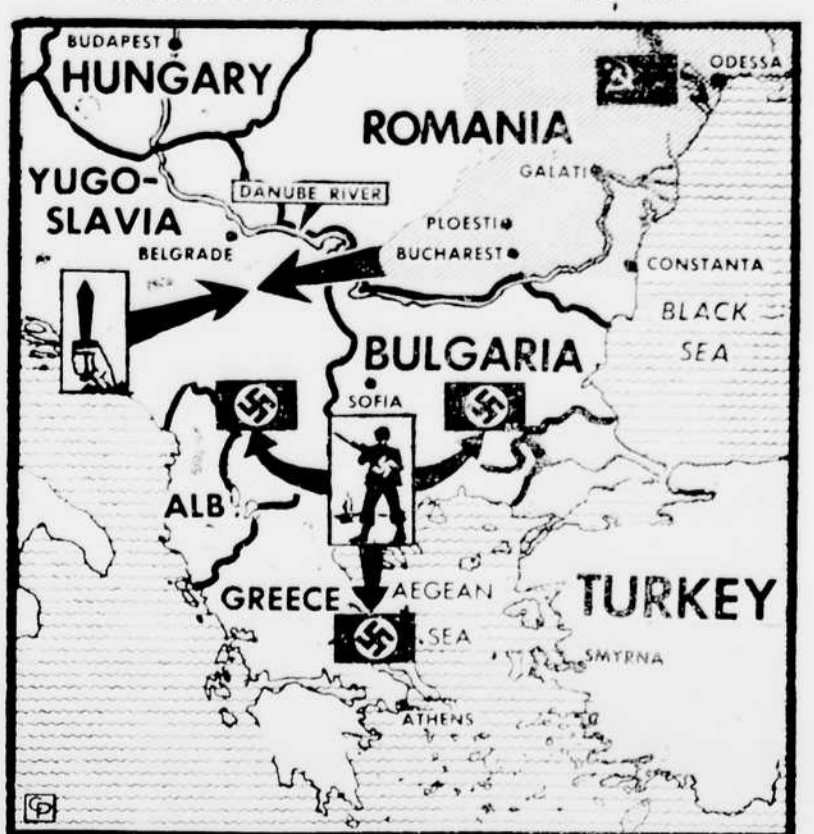 BUDAPEST
HUNGARY
ODESSA
ROMANIA
GALATI
YUGO-
SLAVIA
DANUBE RIVER
PLOESTI
BELGRADE
BUCHAREST
CONSTANTA
BLACK
SEA
BULGARIA
SOFIA
ALB
GREECE
AEGEAN
SEA
TURKEY
SMYRNA
ATHENS
CP